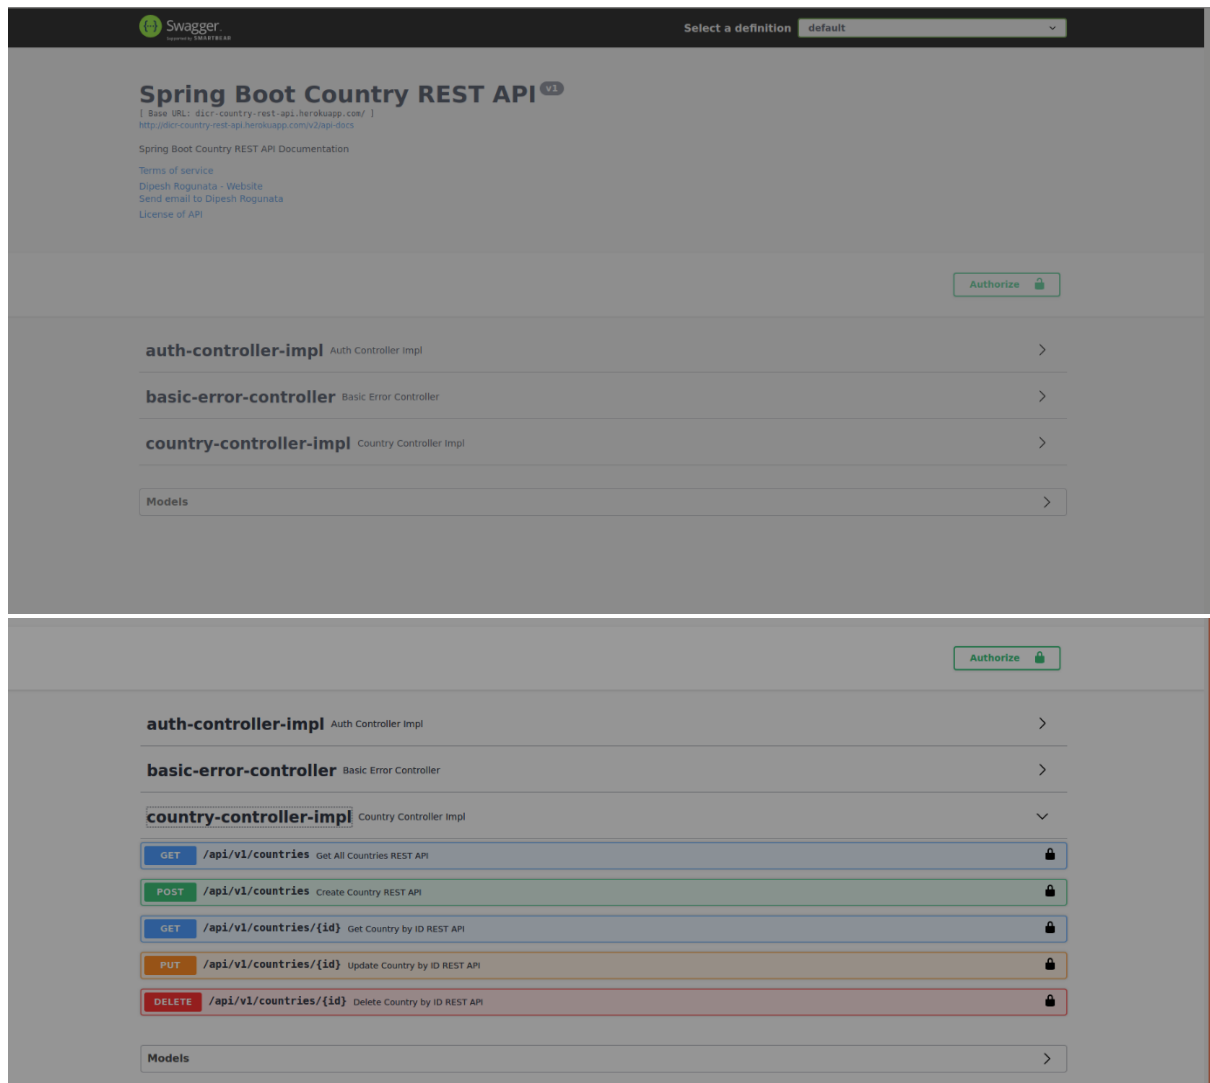 Swagger.
Supported by SMARTBEAR
Select a definition default
Spring Boot Country REST API v1
[ Base URL: dicr-country-rest-api.herokuapp.com/ ]
http://dicr-country-rest-api.herokuapp.com/v2/api-docs
Spring Boot Country REST API Documentation
Terms of service
Dipesh Rogunata - Website
Send email to Dipesh Rogunata
License of API
Authorize
auth-controller-impl Auth Controller Impl
basic-error-controller Basic Error Controller
country-controller-impl Country Controller Impl
Models
Authorize
auth-controller-impl Auth Controller Impl
basic-error-controller Basic Error Controller
country-controller-impl Country Controller Impl
GET /api/v1/countries Get All Countries REST API
POST /api/v1/countries Create Country REST API
GET /api/v1/countries/{id} Get Country by ID REST API
PUT /api/v1/countries/{id} Update Country by ID REST API
DELETE /api/v1/countries/{id} Delete Country by ID REST API
Models